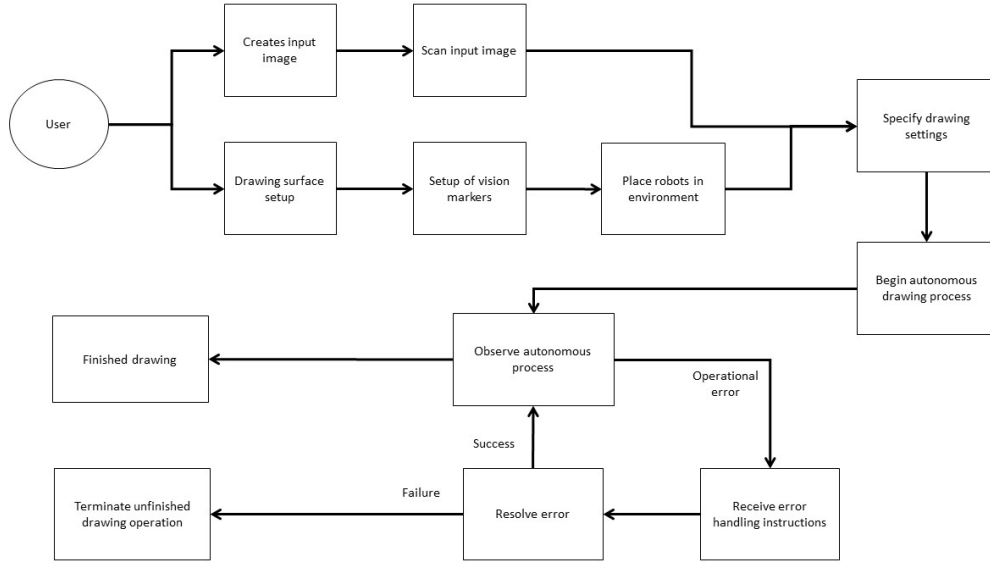 Creates input
image
Scan input image
User
Specify drawing
settings
Drawing surface
setup
Setup of vision
markers
Place robots in
environment
Begin autonomous
drawing process
Finished drawing
Observe autonomous
process
Operational
error
Success
Failure
Terminate unfinished
drawing operation
Resolve error
Receive error
handling instructions